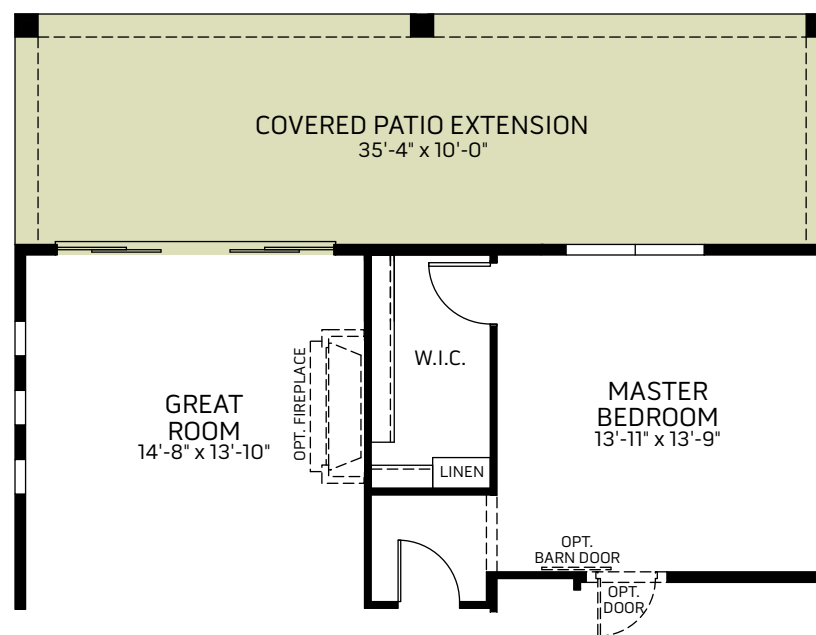 COVERED PATIO EXTENSION
35'-4" x 10'-0"
W.I.C.
OPT. FIREPLACE
GREAT
ROOM
14'-8" x 13'-10"
MASTER
BEDROOM
13'-11" x 13'-9"
LINEN
OPT.
BARN DOOR
OPT.
DOOR